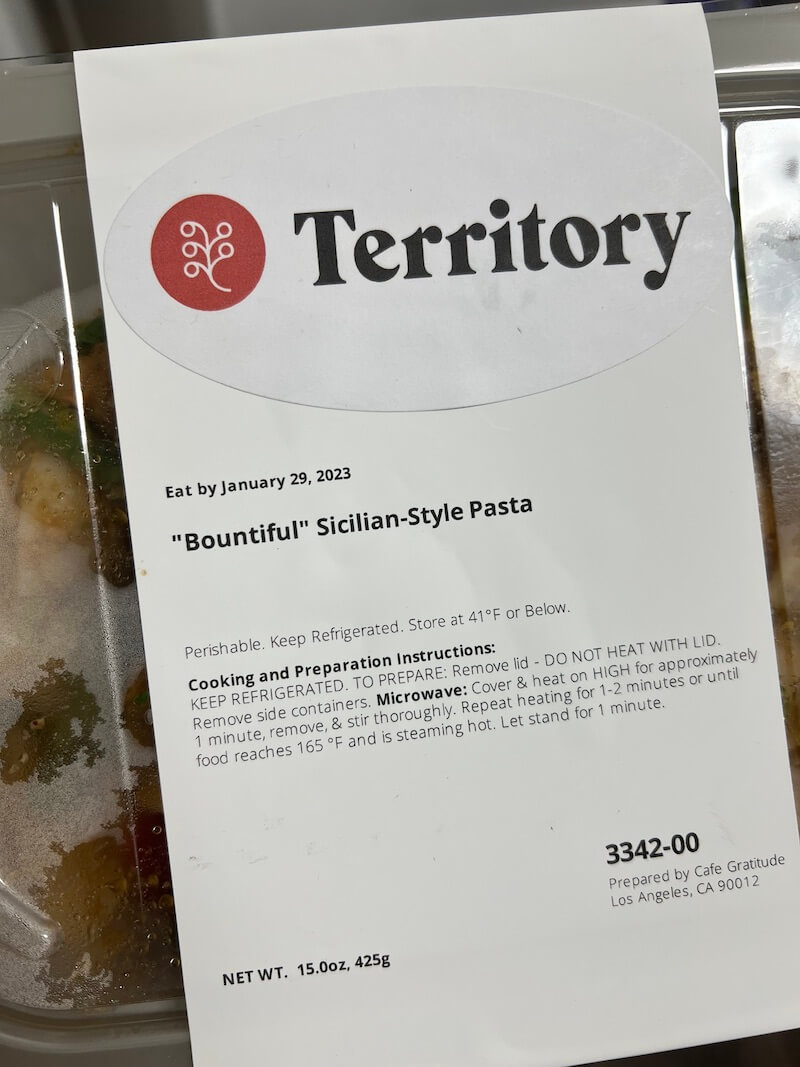 Territory
Eat by January 29, 2023
"Bountiful" Sicilian-Style Pasta
Perishable. Keep Refrigerated. Store at 41°F or Below.
Cooking and Preparation Instructions:
KEEP REFRIGERATED. TO PREPARE: Remove lid - DO NOT HEAT WITH LID.
Remove side containers. Microwave: Cover & heat on HIGH for approximately
1 minute, remove, & stir thoroughly. Repeat heating for 1-2 minutes or until
food reaches 165 °F and is steaming hot. Let stand for 1 minute.
3342-00
Prepared by Cafe Gratitude
Los Angeles, CA 90012
NET WT. 15.0oz, 425g